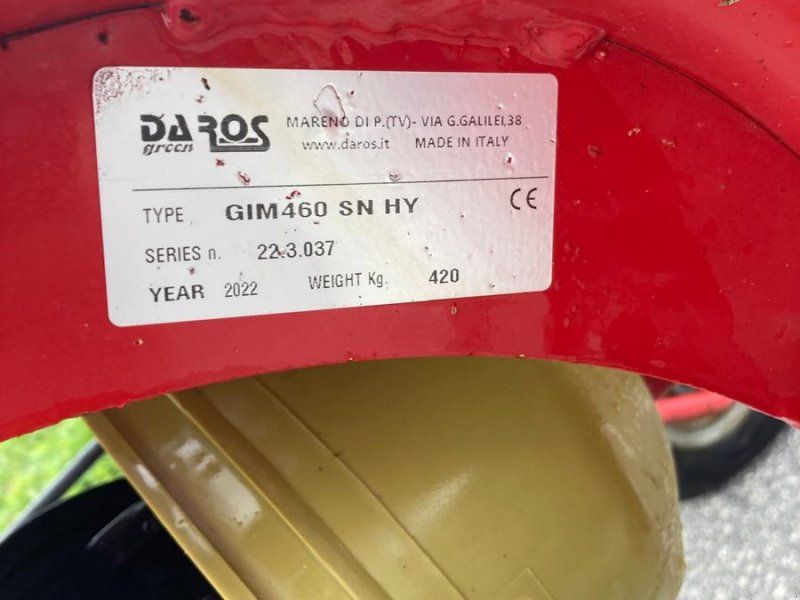 DAROS
green
MARENO DI P.(TV)- VIA G.GALILEI,38
www.daros.it MADE IN ITALY
TYPE GIM460 SN HY CE
SERIES n. 22.3.037
YEAR 2022 WEIGHT Kg. 420